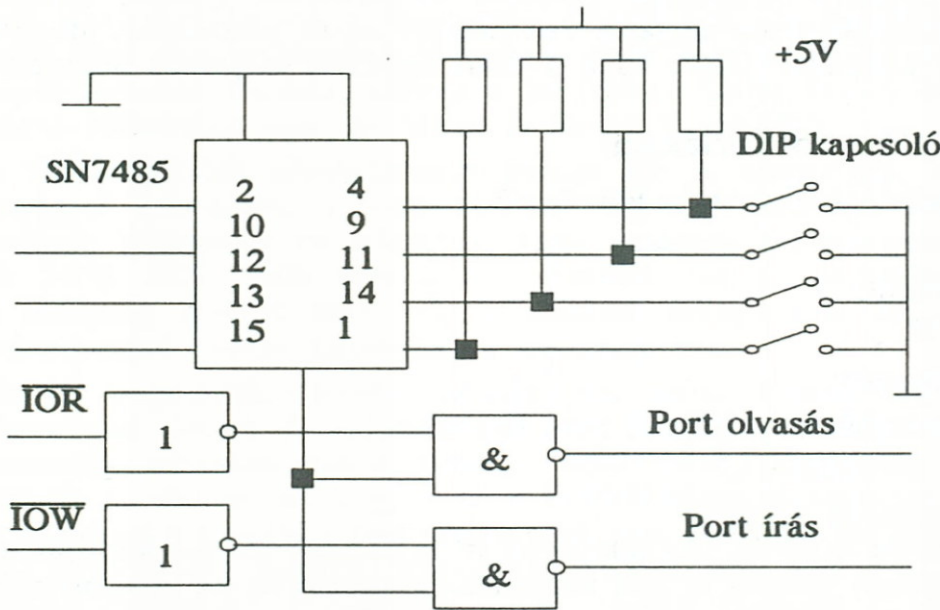 +5V
DIP kapcsoló
SN7485
2 4
10 9
12 11
13 14
15 1
IOR
1
&
Port olvasás
IOW
1
&
Port írás